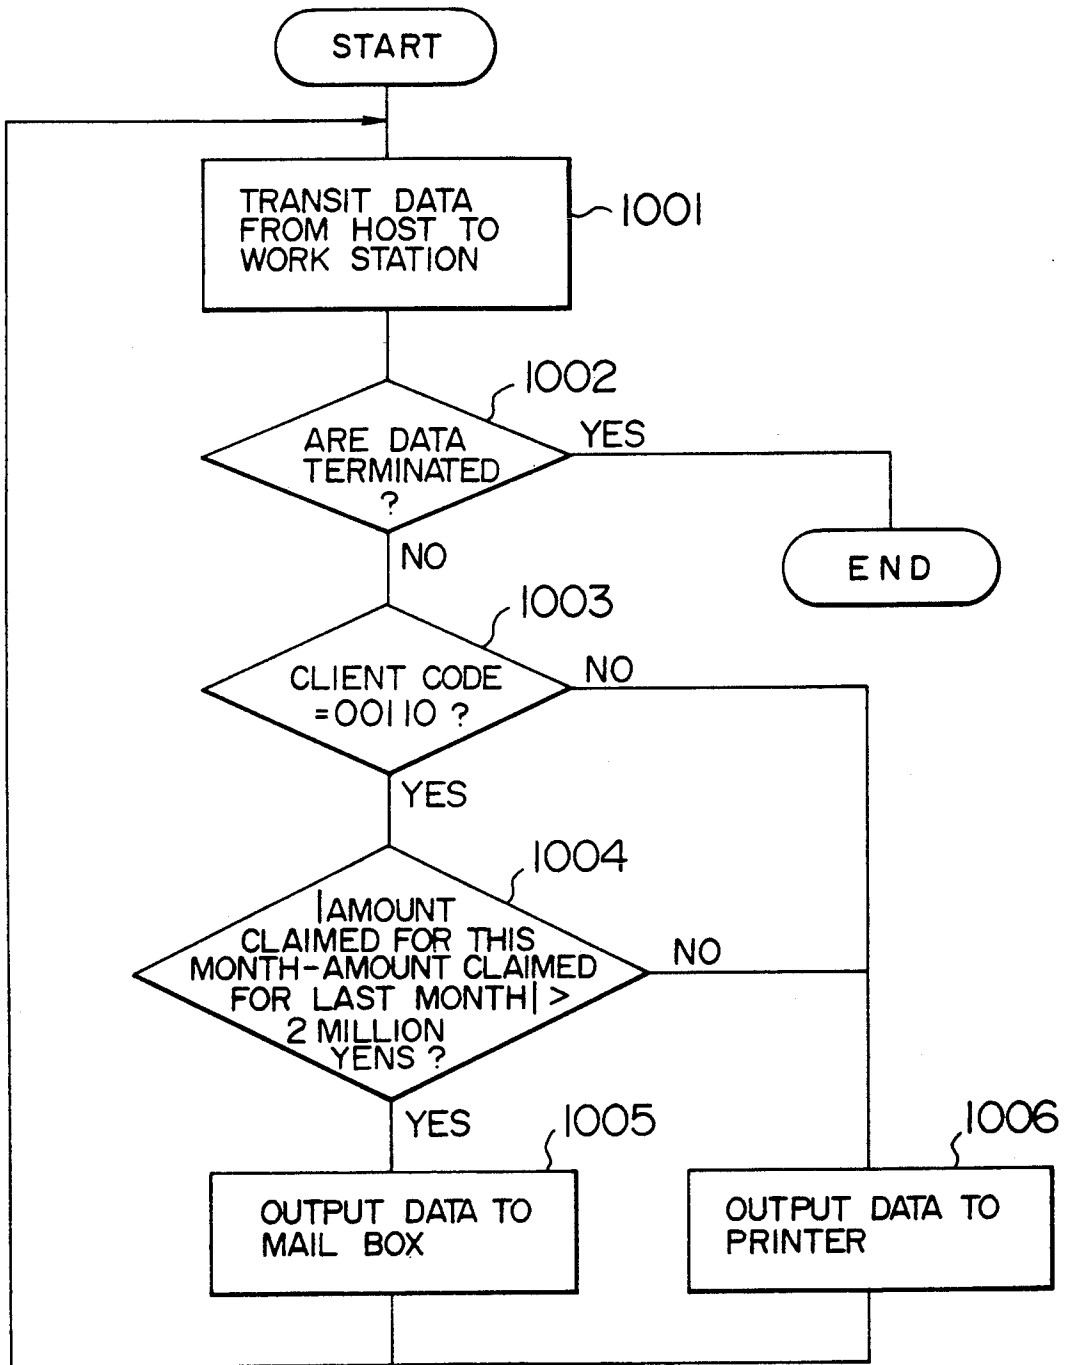 START
TRANSIT DATA
FROM HOST TO
WORK STATION
1001
1002
ARE DATA
TERMINATED
?
YES
NO
END
1003
CLIENT CODE
=00110 ?
NO
YES
1004
|AMOUNT
CLAIMED FOR THIS
MONTH-AMOUNT CLAIMED
FOR LAST MONTH| >
2 MILLION
YENS ?
NO
YES
1005
OUTPUT DATA TO
MAIL BOX
1006
OUTPUT DATA TO
PRINTER